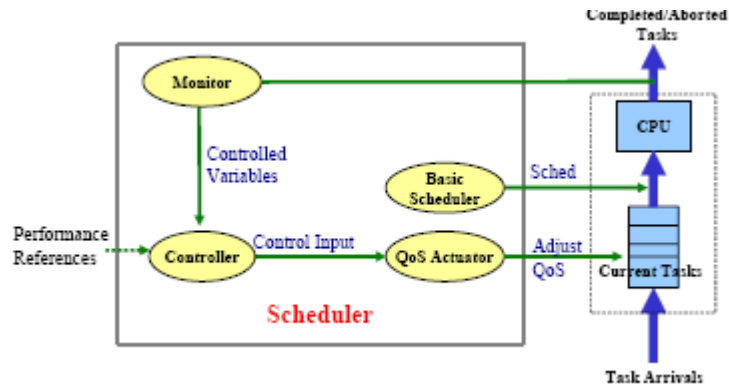 Completed/Aborted
Tasks
Monitor
CPU
Controlled
Variables
Basic
Scheduler
Sched
Performance
References
Controller
Control Input
QoS Actuator
Adjust
QoS
Current Tasks
Scheduler
Task Arrivals